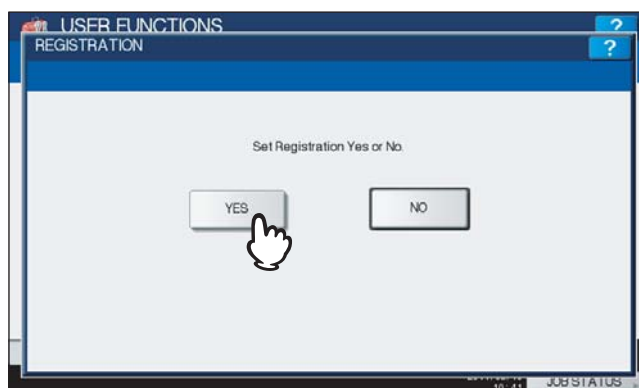 USER FUNCTIONS
?
REGISTRATION
?
Set Registration Yes or No.
YES
NO
JOB STATUS